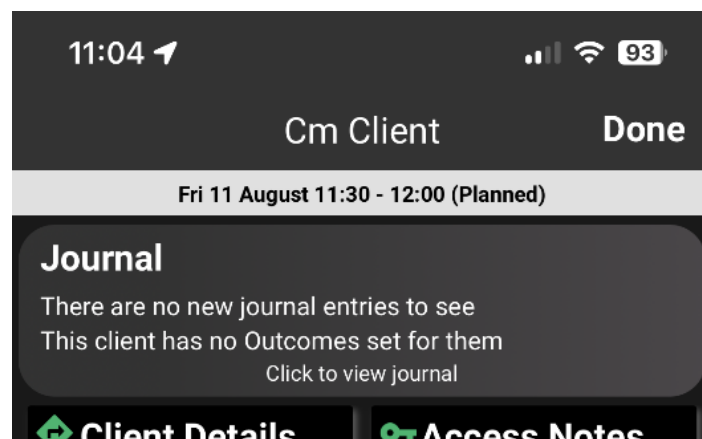 11:04
93
Cm Client
Done
Fri 11 August 11:30 - 12:00 (Planned)
Journal
There are no new journal entries to see
This client has no Outcomes set for them
Click to view journal
Client Details
Access Notes